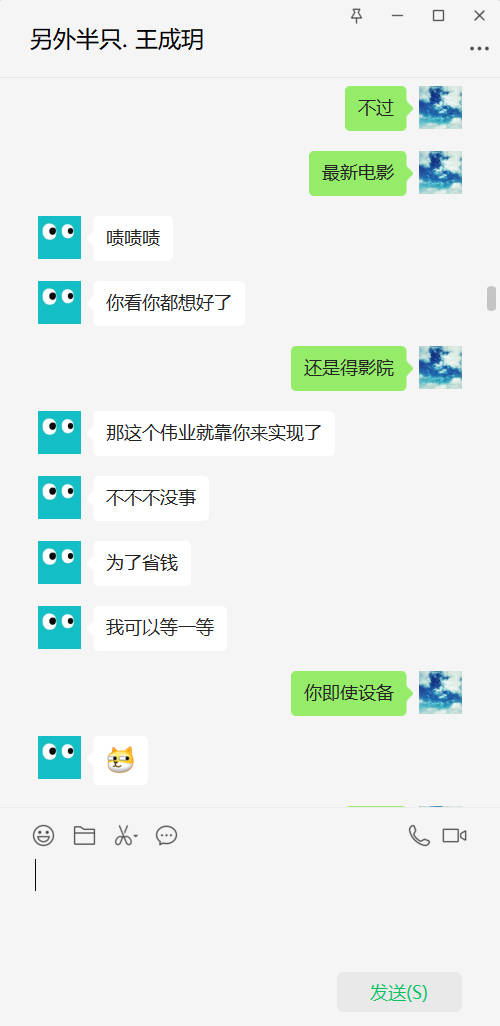 另外半只. 王成玥
不过
最新电影
啧啧啧
你看你都想好了
还是得影院
那这个伟业就靠你来实现了
不不不没事
为了省钱
我可以等一等
你即使设备
发送(S)